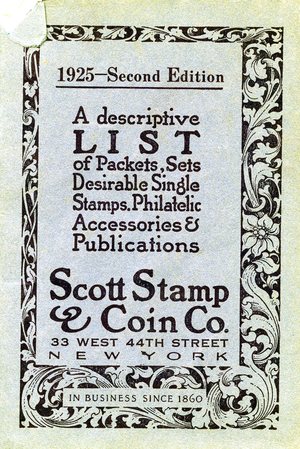 1925—Second Edition
A descriptive
LIST
of Packets, Sets
Desirable Single
Stamps, Philatelic
Accessories &
Publications
Scott Stamp
& Coin Co.
33 WEST 44TH STREET
NEW YORK
IN BUSINESS SINCE 1860